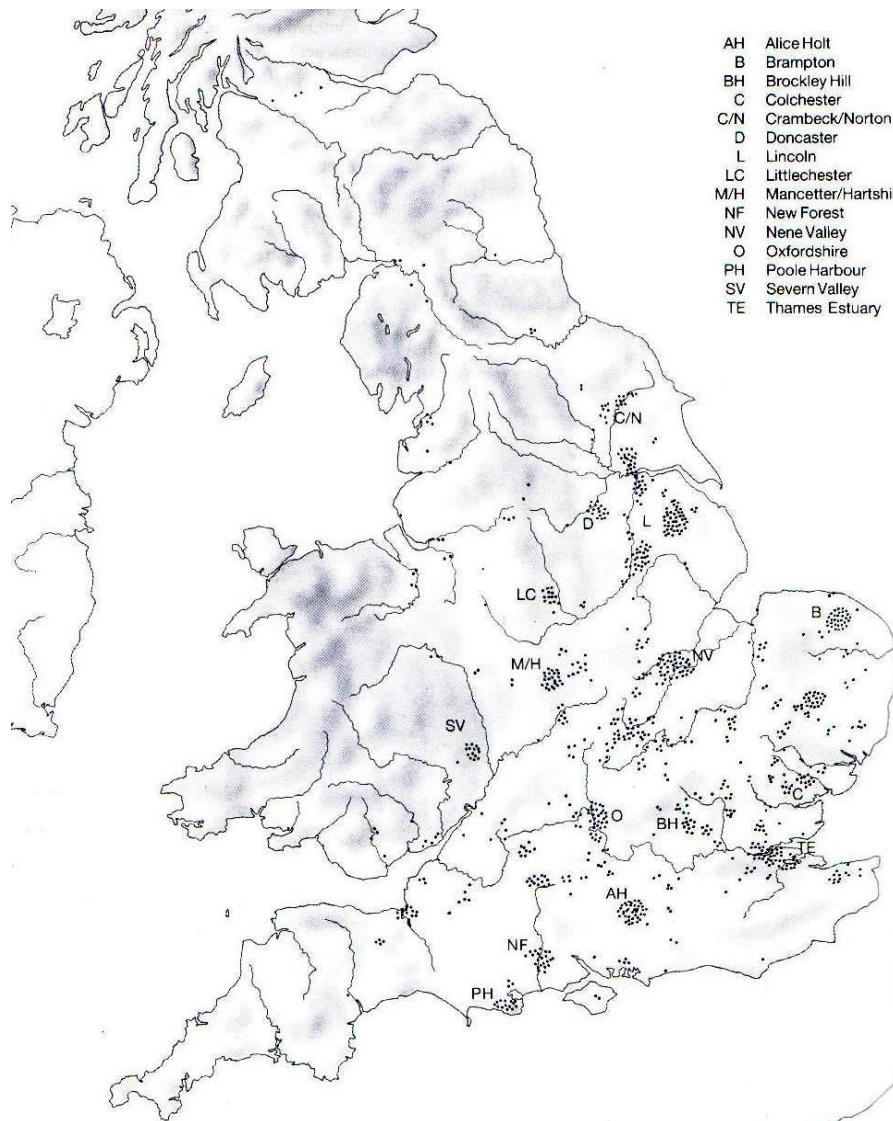 AH Alice Holt
B Brampton
BH Brockley Hill
C Colchester
C/N Crambeck/Norton
D Doncaster
L Lincoln
LC Littlechester
M/H Mancetter/Hartshi
NF New Forest
NV Nene Valley
O Oxfordshire
PH Poole Harbour
SV Severn Valley
TE Thames Estuary
C/N
D
L
LC
B
M/H
NV
SV
C
O
BH
TE
AH
NF
PH